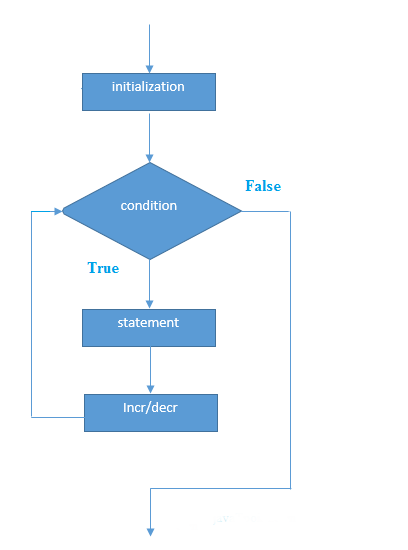 initialization
condition
False
True
statement
Incr/decr